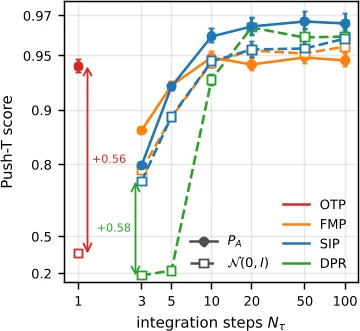 Push-T score
0.97
0.95
0.9
0.8
0.5
0.2
+0.56
+0.58
P_A
𝒩(0, I)
OTP
FMP
SIP
DPR
1 3 5 10 20 50 100
integration steps N_τ